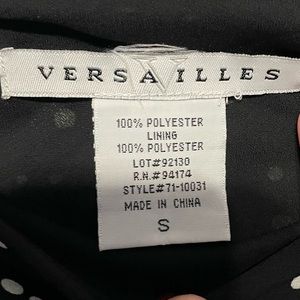 VERSAILLES
100% POLYESTER
LINING
100% POLYESTER
LOT#92130
R.N.#94174
STYLE#71-10031
MADE IN CHINA
S